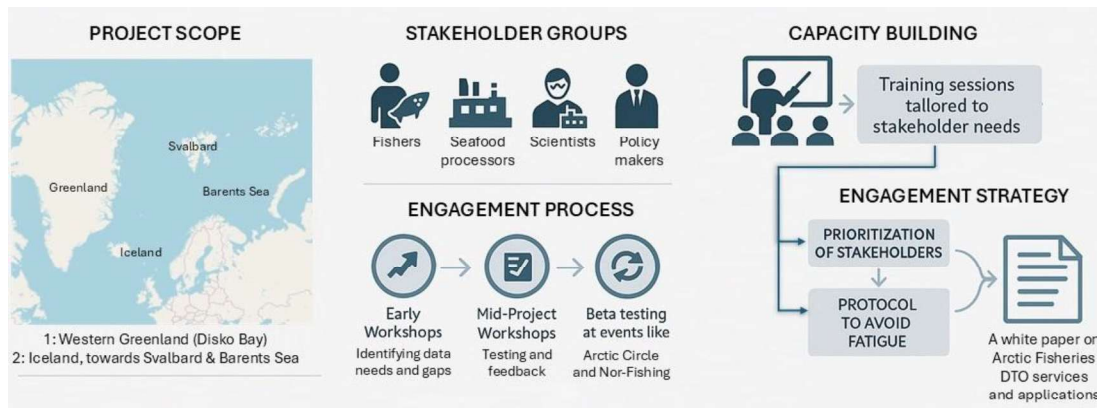 PROJECT SCOPE
Svalbard
Greenland
Barents Sea
Iceland
1: Western Greenland (Disko Bay)
2: Iceland, towards Svalbard & Barents Sea
STAKEHOLDER GROUPS
Fishers
Seafood
processors
Scientists
Policy
makers
ENGAGEMENT PROCESS
Early
Workshops
Identifying data
needs and gaps
Mid-Project
Workshops
Testing and
feedback
Beta testing
at events like
Arctic Circle
and Nor-Fishing
CAPACITY BUILDING
Training sessions
tailored to
stakeholder needs
ENGAGEMENT STRATEGY
PRIORITIZATION
OF STAKEHOLDERS
PROTOCOL
TO AVOID
FATIGUE
A white paper on
Arctic Fisheries
DTO services
and applications